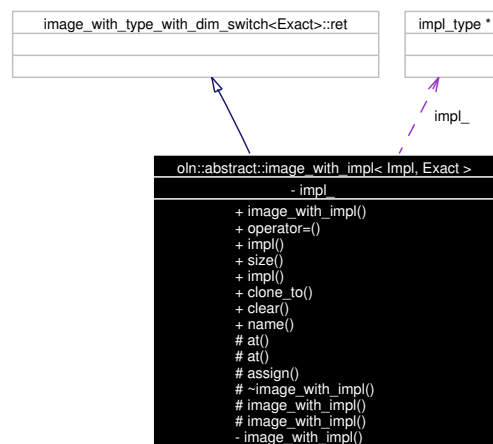 image_with_type_with_dim_switch<Exact>::ret
impl_type *
impl_
oln::abstract::image_with_impl< Impl, Exact >
- impl_
+ image_with_impl()
+ operator=()
+ impl()
+ size()
+ impl()
+ clone_to()
+ clear()
+ name()
# at()
# at()
# assign()
# ~image_with_impl()
# image_with_impl()
# image_with_impl()
- image_with_impl()